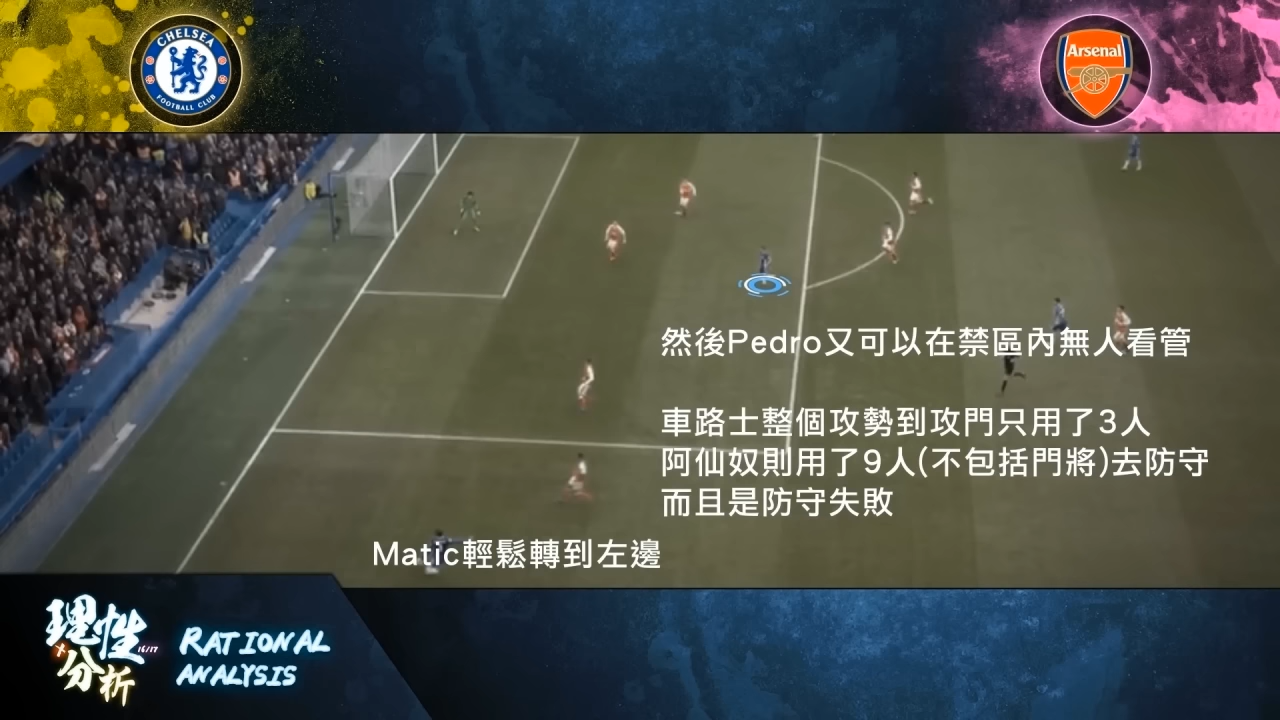 CHELSEA
FOOTBALL CLUB
Arsenal
然後Pedro又可以在禁區內無人看管
車路士整個攻勢到攻門只用了3人
阿仙奴則用了9人(不包括門將)去防守
而且是防守失敗
Matic輕鬆轉到左邊
理性分析
16/17
RATIONAL
ANALYSIS